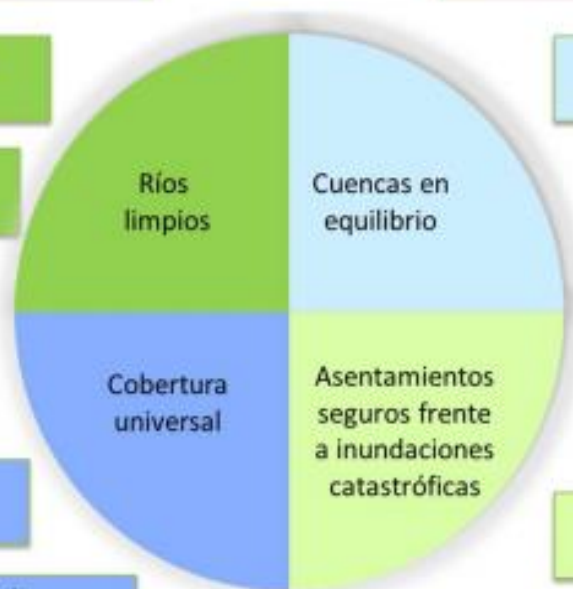 Ríos
limpios
Cuencas en
equilibrio
Cobertura
universal
Asentamientos
seguros frente
a inundaciones
catastróficas